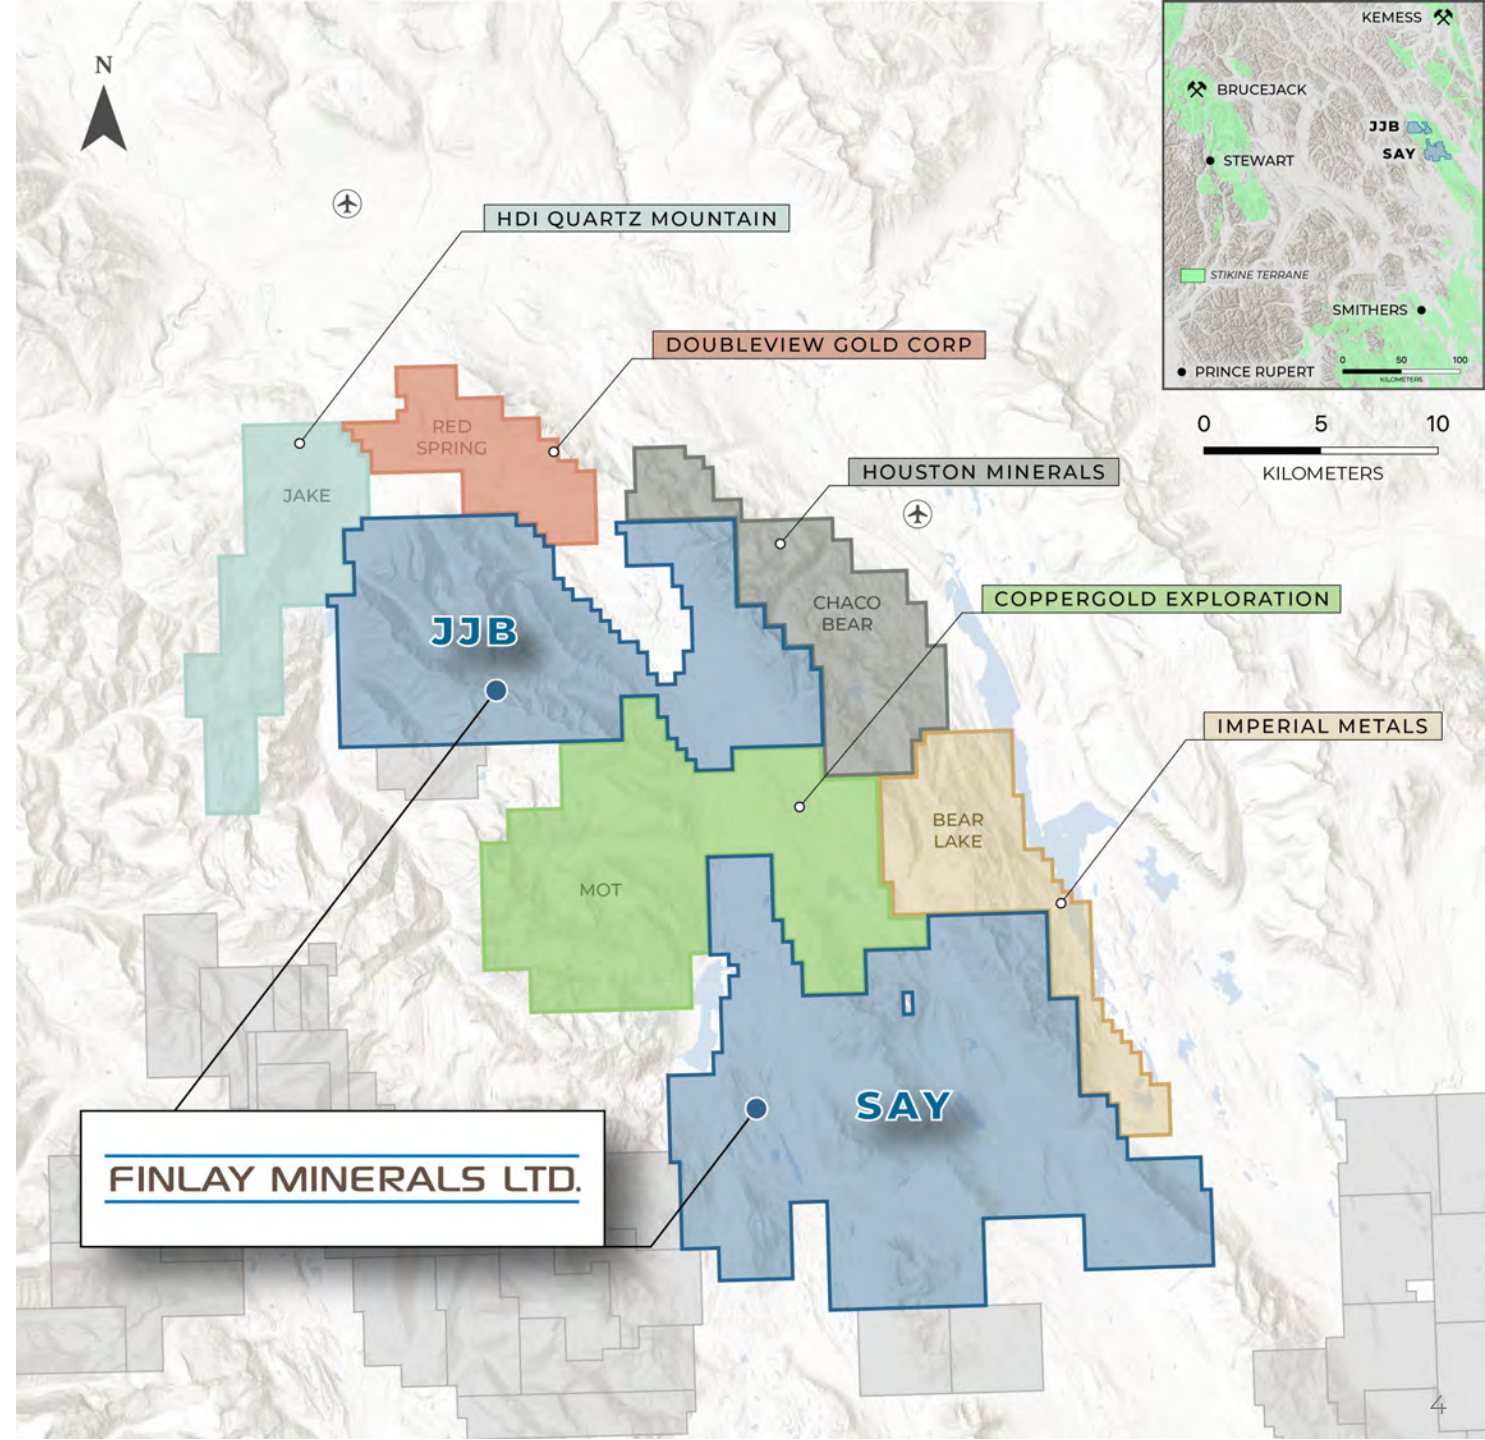 N
KEMESS
BRUCEJACK
JJB
SAY
STEWART
STIKINE TERRANE
SMITHERS
0 50 100
KILOMETERS
PRINCE RUPERT
HDI QUARTZ MOUNTAIN
DOUBLEVIEW GOLD CORP
0 5 10
KILOMETERS
RED
SPRING
HOUSTON MINERALS
JAKE
COPPERGOLD EXPLORATION
CHACO
BEAR
JJB
IMPERIAL METALS
BEAR
LAKE
MOT
SAY
FINLAY MINERALS LTD.
4